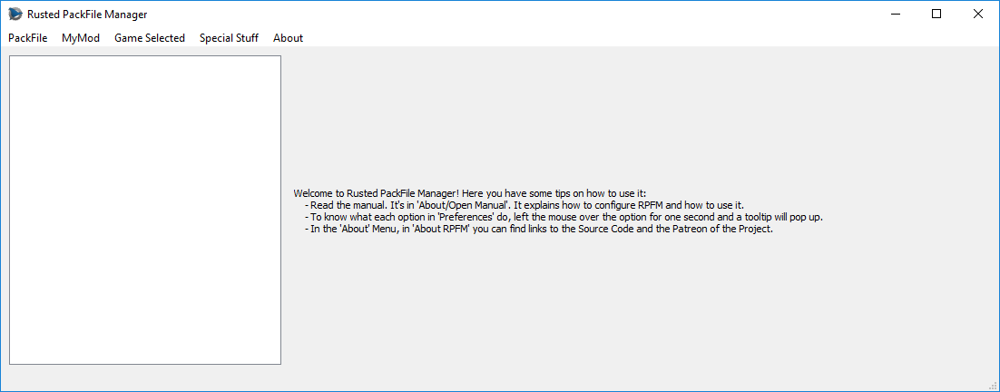 Rusted PackFile Manager
PackFile MyMod Game Selected Special Stuff About
Welcome to Rusted PackFile Manager! Here you have some tips on how to use it:
- Read the manual. It's in 'About/Open Manual'. It explains how to configure RPFM and how to use it.
- To know what each option in 'Preferences' do, left the mouse over the option for one second and a tooltip will pop up.
- In the 'About' Menu, in 'About RPFM' you can find links to the Source Code and the Patreon of the Project.